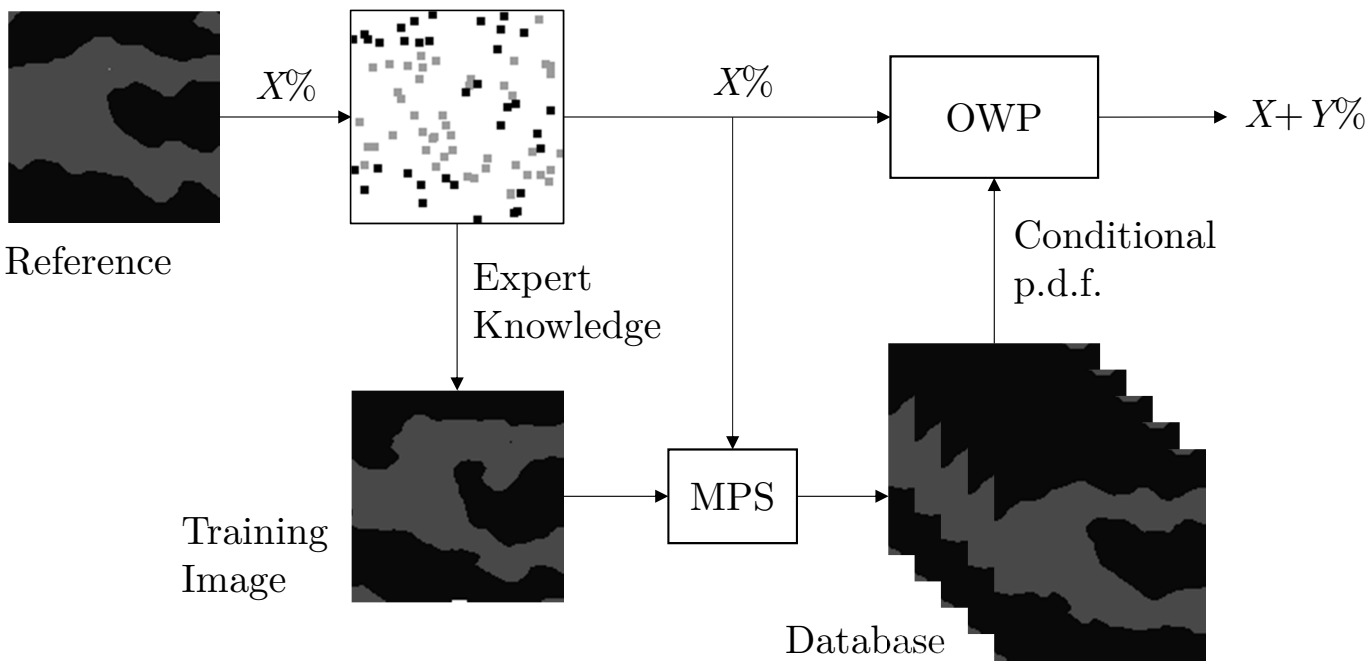 X%
X%
OWP
X+ Y%
Reference
Conditional
p.d.f.
Expert
Knowledge
MPS
Training
Image
Database